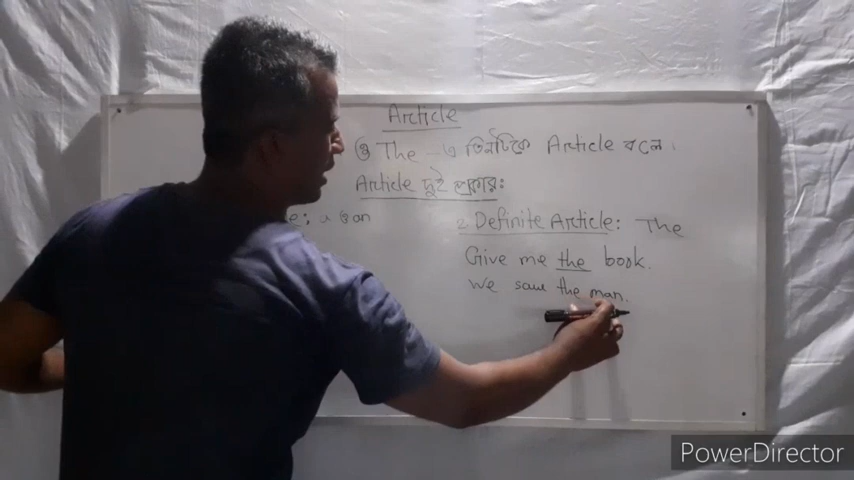 Article
ও The - এ তিনটিকে Article বলে।
Article দুই প্রকার:
e: a ও an
2. Definite Article: The
Give me the book.
We saw the man.
PowerDirector